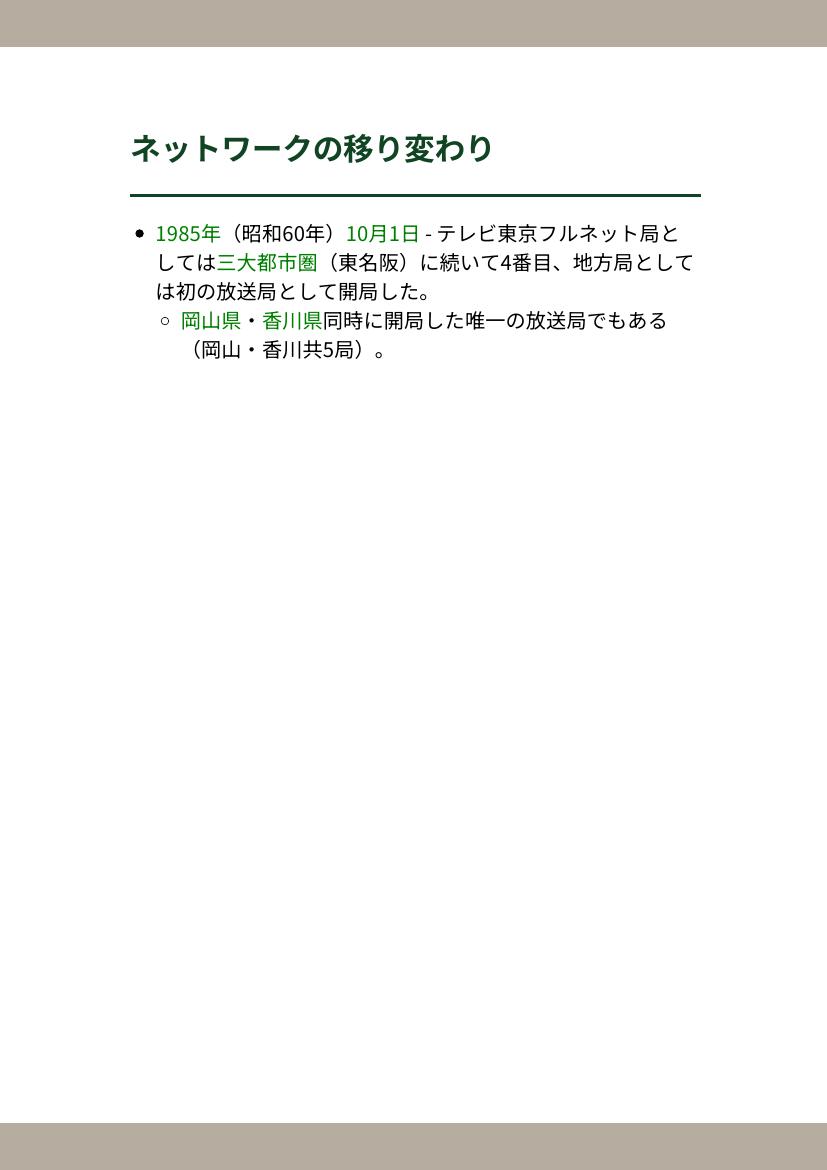 ネットワークの移り変わり
1985年（昭和60年）10月1日 - テレビ東京フルネット局と
しては三大都市圏（東名阪）に続いて4番目、地方局として
は初の放送局として開局した。
岡山県・香川県同時に開局した唯一の放送局でもある
（岡山・香川共5局）。